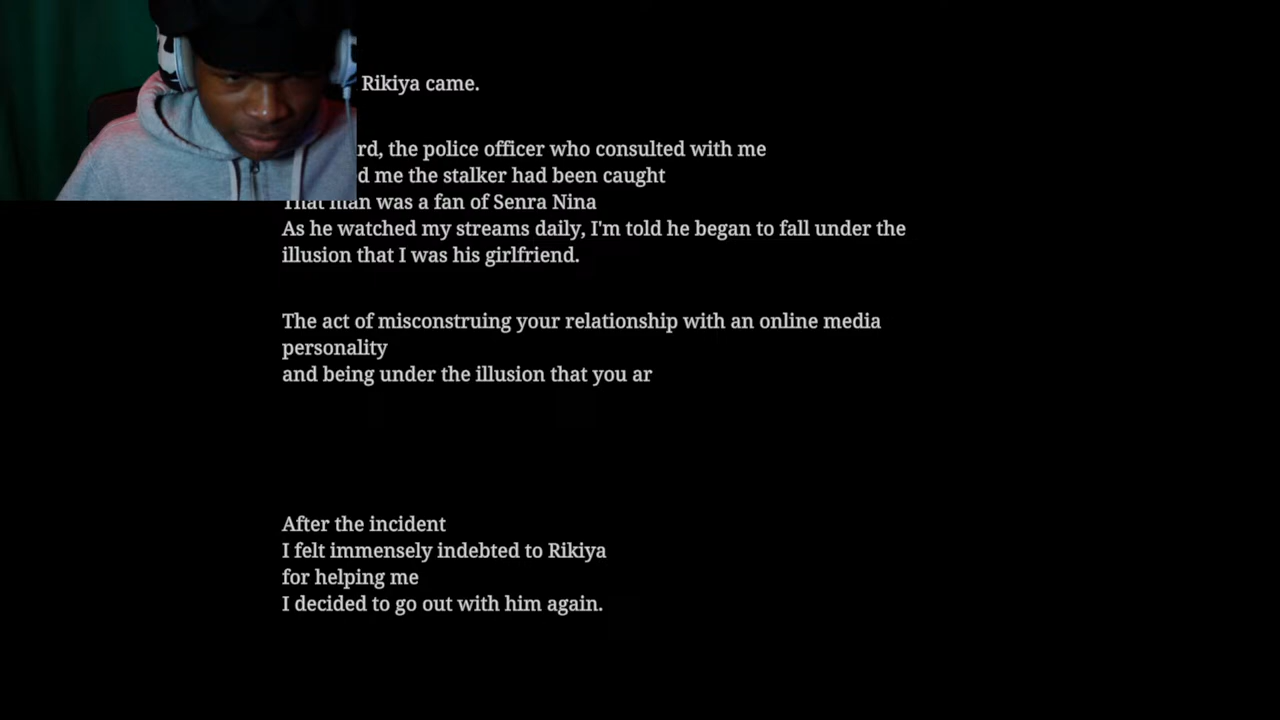 Rikiya came.
rd, the police officer who consulted with me
d me the stalker had been caught
That man was a fan of Senra Nina
As he watched my streams daily, I'm told he began to fall under the
illusion that I was his girlfriend.
The act of misconstruing your relationship with an online media
personality
and being under the illusion that you ar
After the incident
I felt immensely indebted to Rikiya
for helping me
I decided to go out with him again.